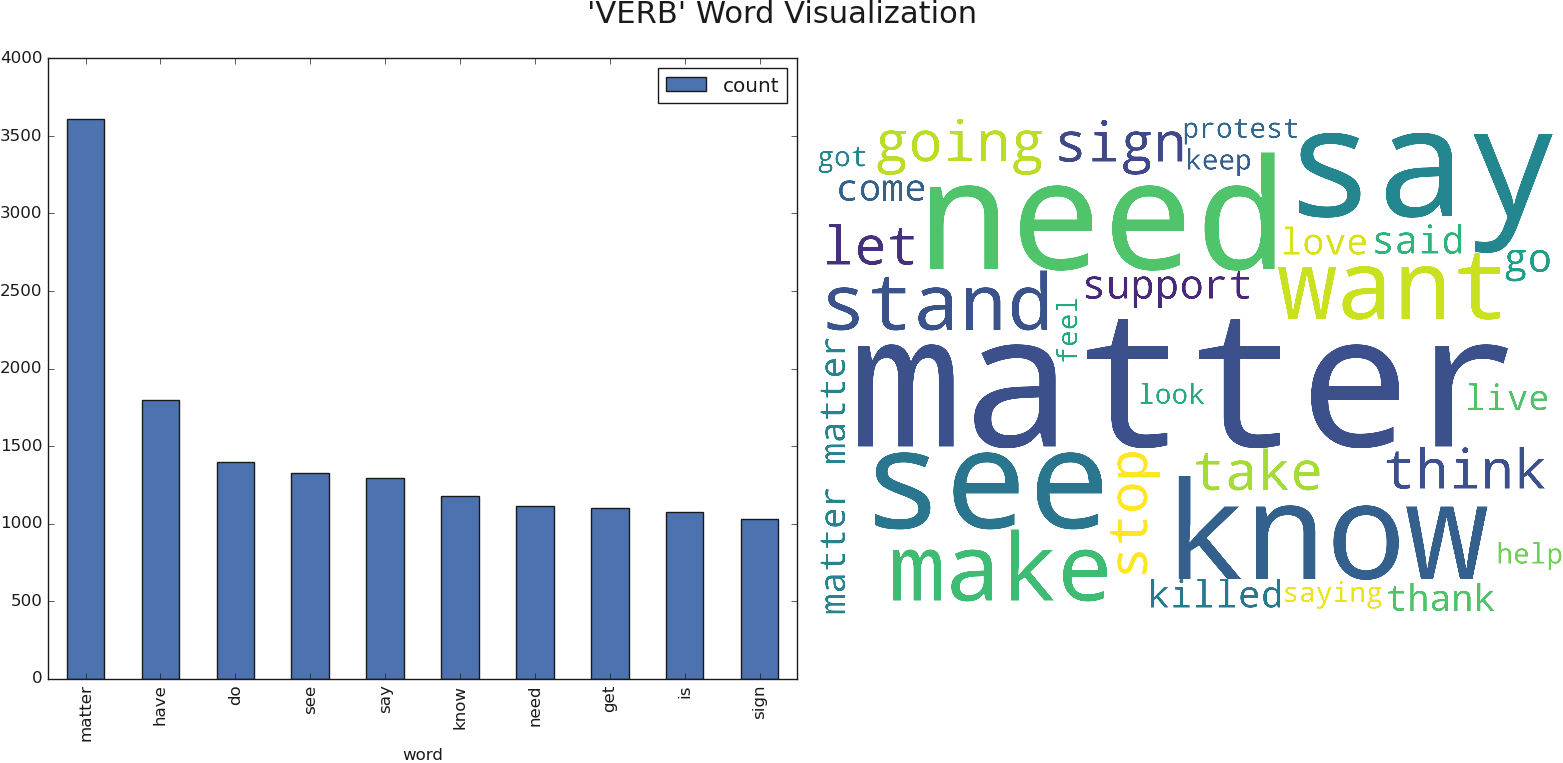 'VERB' Word Visualization
4000
3500
3000
2500
2000
1500
1000
500
0
count
matter
have
do
see
say
know
need
get
is
sign
word
protest
say
going
sign
got
keep
come
need
let
love
said
go
support
want
stand
feel
matter
matter matter
look
live
see
stop
take
think
know
make
help
killed
saying
thank